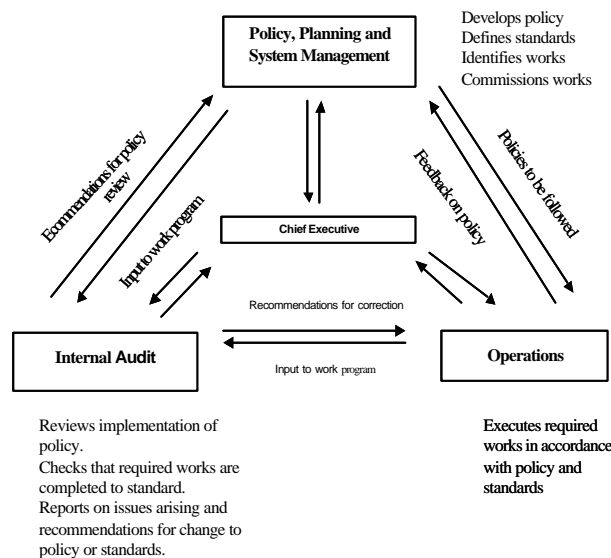 Policy, Planning and
System Management
Develops policy
Defines standards
Identifies works
Commissions works
Ecommendations for policy
review
Input to work program
Feedback on
policy
Policies to be followed
Chief Executive
Recommendations for correction
Internal Audit
Operations
Input to work program
Reviews implementation of
policy.
Checks that required works are
completed to standard.
Reports on issues arising and
recommendations for change to
policy or standards.
Executes required
works in accordance
with policy and
standards